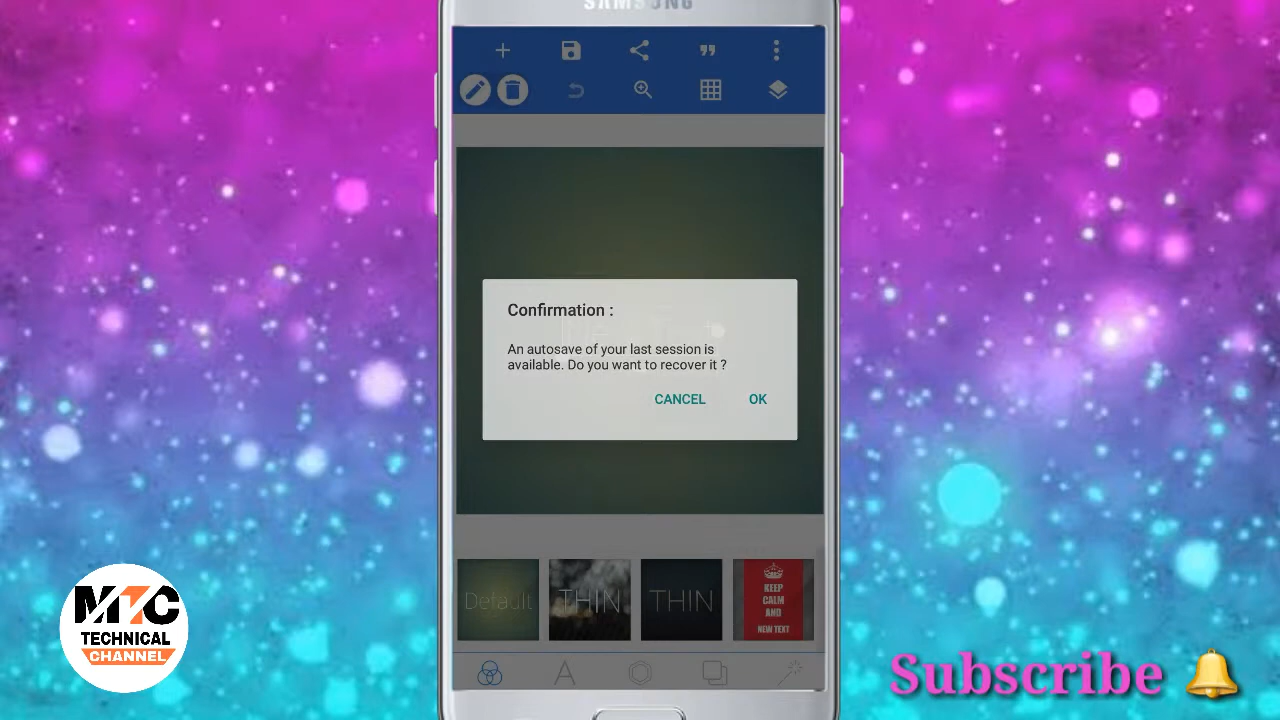 SAMSUNG
Confirmation :
An autosave of your last session is
available. Do you want to recover it ?
CANCEL OK
Default
THIN
THIN
KEEP
CALM
AND
NEW TEXT
MTC
TECHNICAL
CHANNEL
Subscribe